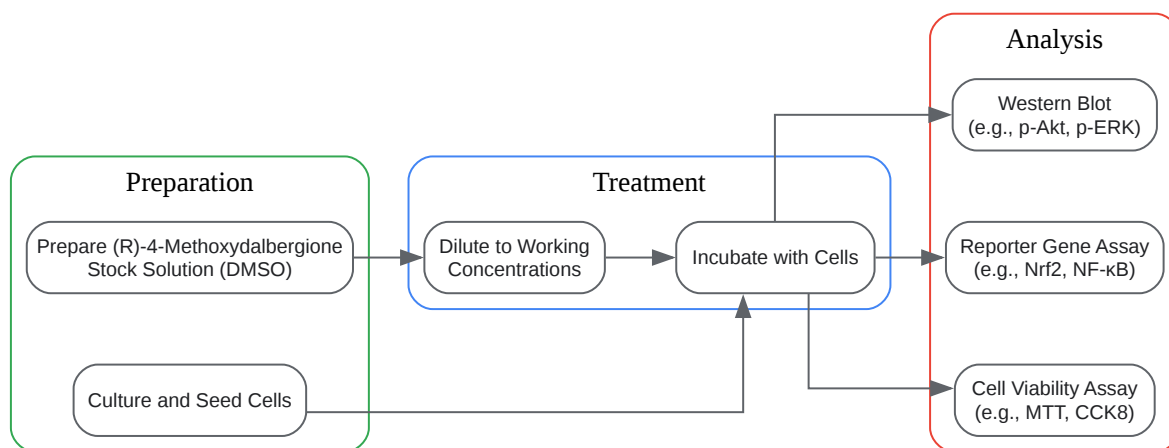 Preparation
Prepare (R)-4-Methoxydalbergione
Stock Solution (DMSO)
Culture and Seed Cells
Treatment
Dilute to Working
Concentrations
Incubate with Cells
Analysis
Western Blot
(e.g., p-Akt, p-ERK)
Reporter Gene Assay
(e.g., Nrf2, NF-κB)
Cell Viability Assay
(e.g., MTT, CCK8)